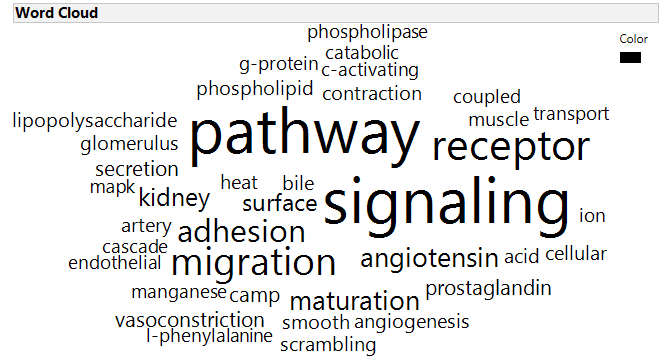 Word Cloud
phospholipase
Color
catabolic
g-protein
c-activating
phospholipid
contraction
coupled
lipopolysaccharide
pathway
muscle
transport
glomerulus
receptor
secretion
mapk
heat
bile
kidney
surface
signaling
ion
artery
adhesion
cascade
endothelial
migration
angiotensin
acid
cellular
manganese
camp
maturation
prostaglandin
vasoconstriction
smooth
angiogenesis
l-phenylalanine
scrambling